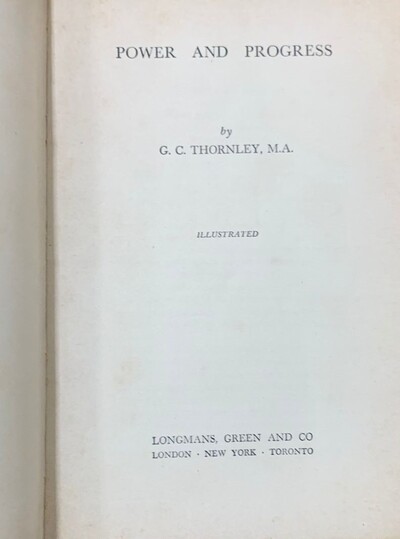 POWER AND PROGRESS
by
G. C. THORNLEY, M.A.
ILLUSTRATED
LONGMANS, GREEN AND CO
LONDON · NEW YORK · TORONTO